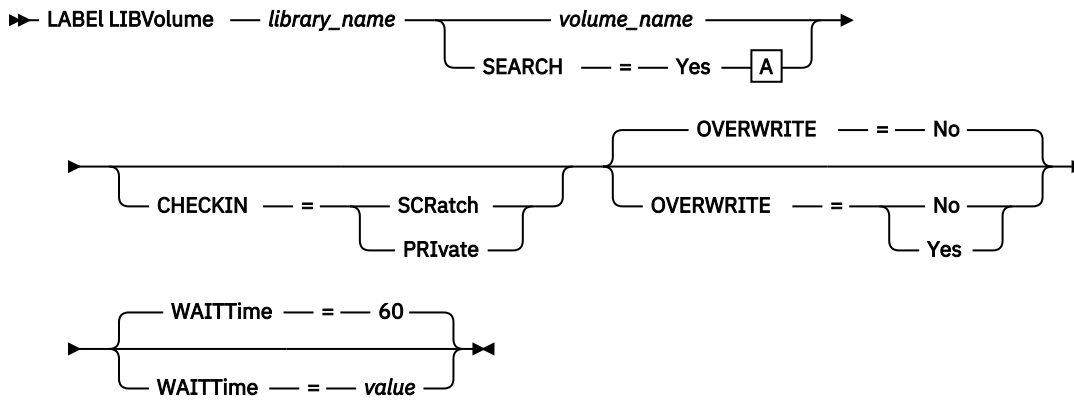 LABEl LIBVolume library_name volume_name
SEARCH = Yes A
OVERWRITE = No
CHECKIN = SCRatch OVERWRITE = No
PRIvate Yes
WAITTime = 60
WAITTime = value